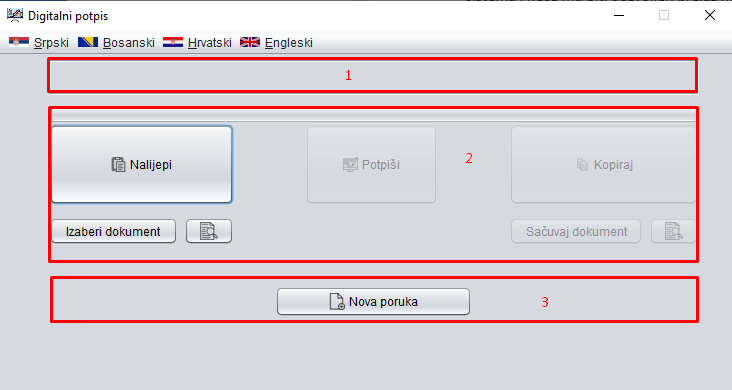 Digitalni potpis
Srpski Bosanski Hrvatski Engleski
1
Nalijepi Potpiši 2 Kopiraj
Izaberi dokument Sačuvaj dokument
Nova poruka 3